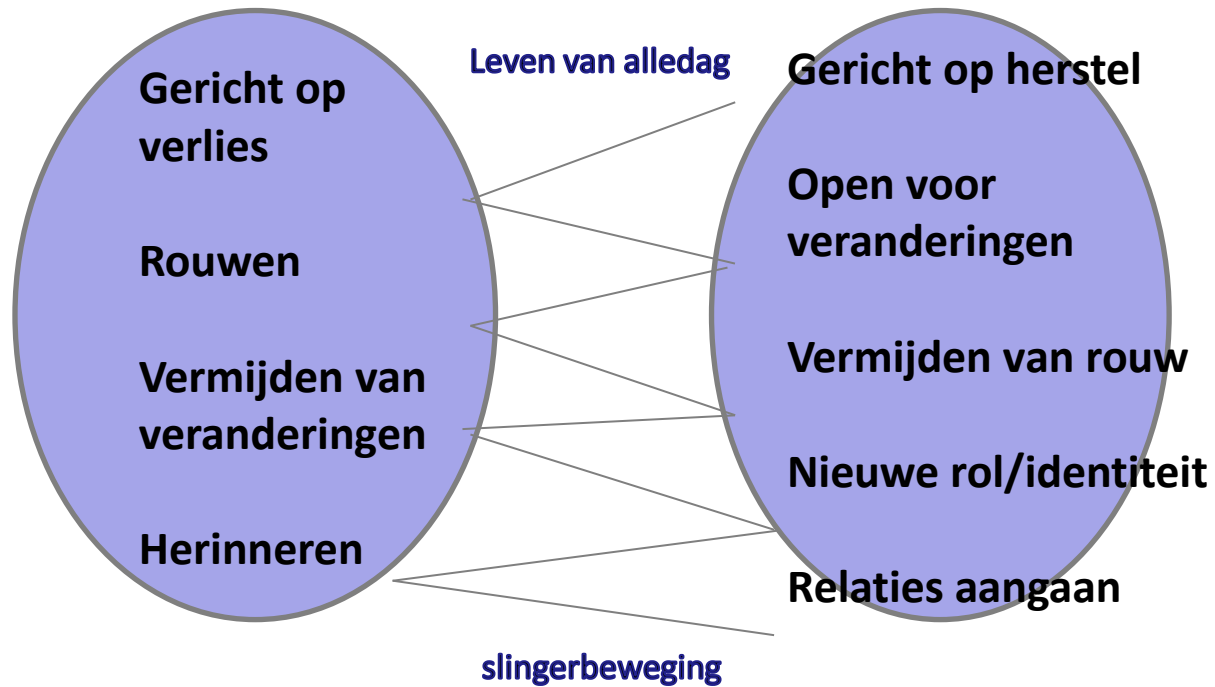 Gericht op
verlies
Rouwen
Vermijden van
veranderingen
Herinneren
Leven van alledag
slingerbeweging
Gericht op herstel
Open voor
veranderingen
Vermijden van rouw
Nieuwe rol/identiteit
Relaties aangaan